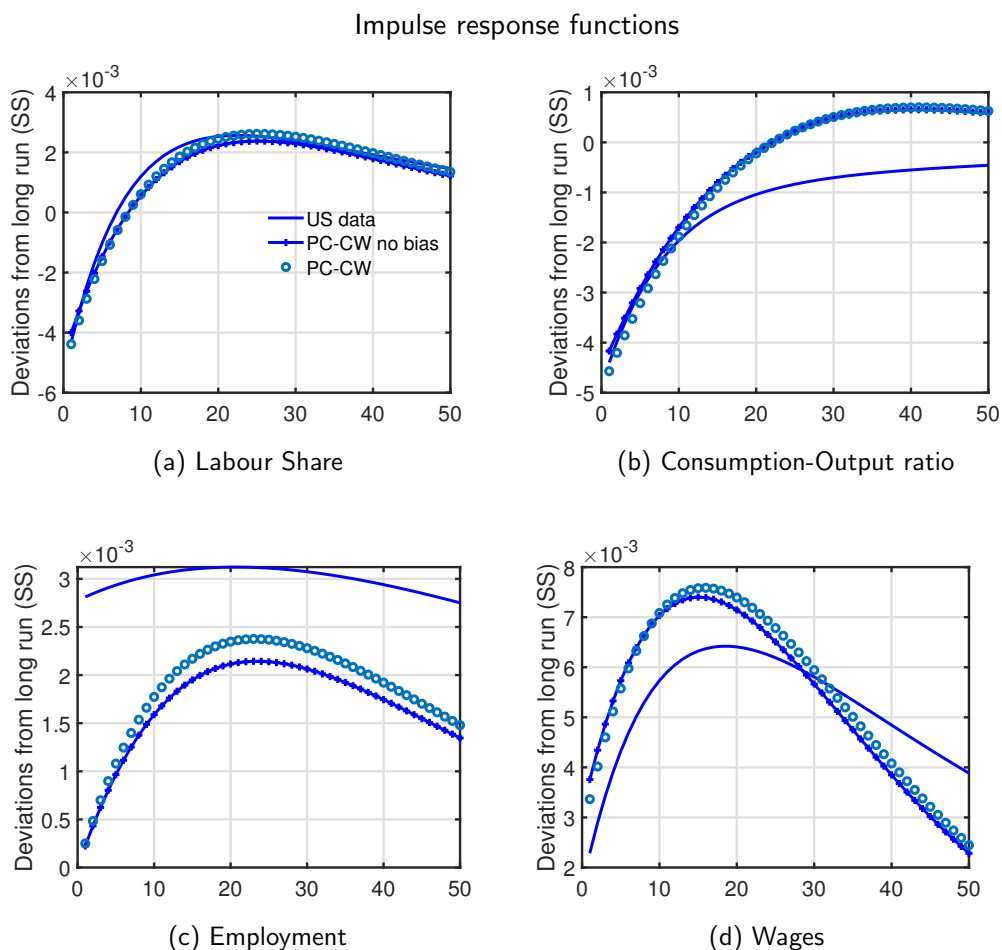 Impulse response functions
×10⁻³
Deviations from long run (SS)
4
2
0
-2
-4
-6
0 10 20 30 40 50
US data
PC-CW no bias
PC-CW
(a) Labour Share
×10⁻³
Deviations from long run (SS)
1
0
-1
-2
-3
-4
-5
0 10 20 30 40 50
(b) Consumption-Output ratio
×10⁻³
Deviations from long run (SS)
3
2.5
2
1.5
1
0.5
0
0 10 20 30 40 50
(c) Employment
×10⁻³
Deviations from long run (SS)
8
7
6
5
4
3
2
0 10 20 30 40 50
(d) Wages